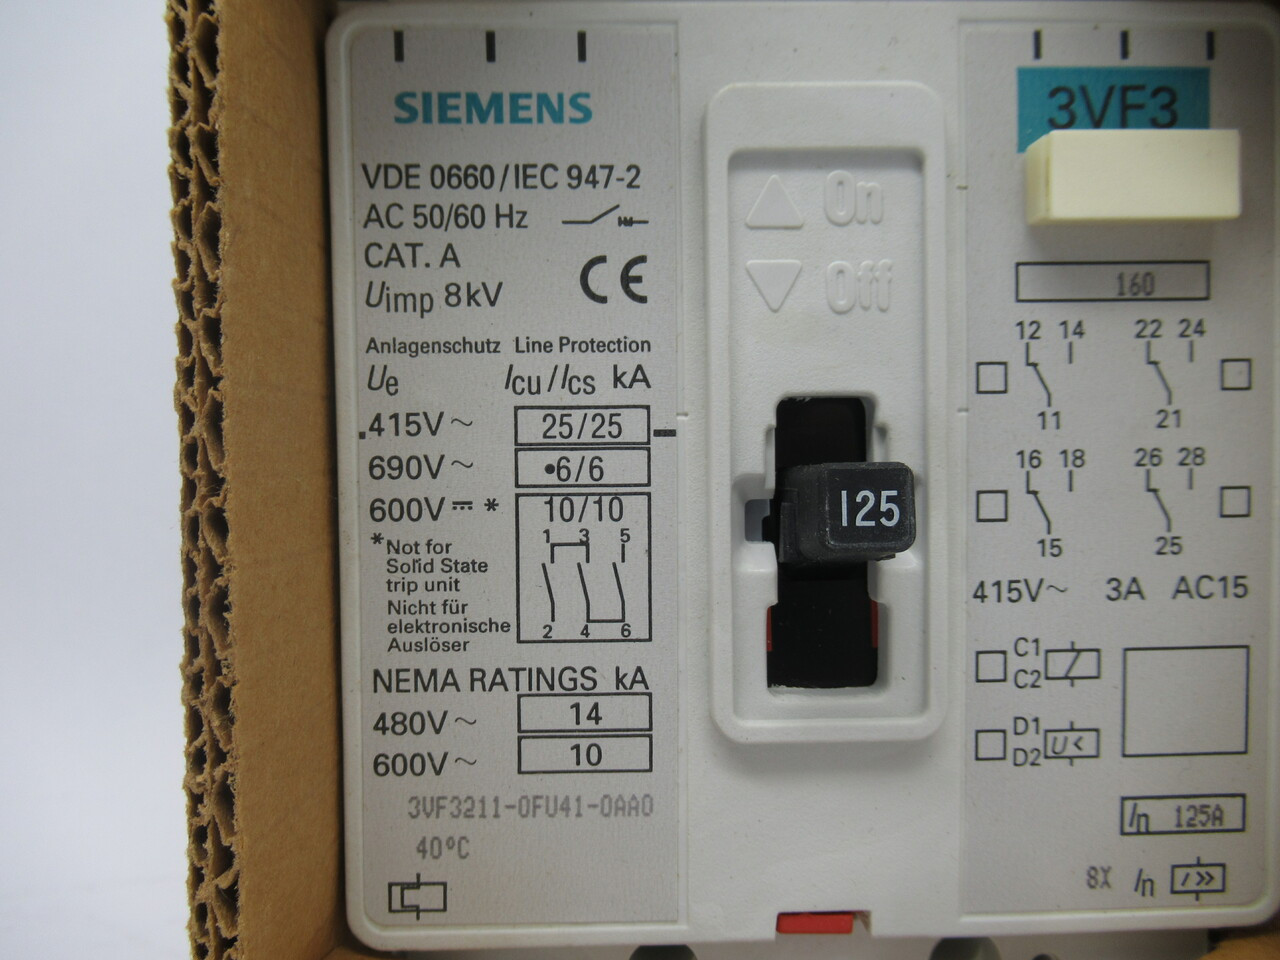 SIEMENS
VDE 0660/IEC 947-2
AC 50/60 Hz
CAT. A
Uimp 8kV
CE
Anlagenschutz Line Protection
Ue Icu/Ics kA
415V ~ 25/25
690V ~ •6/6
600V ⎓ * 10/10
1 3 5
*Not for
Solid State
trip unit
Nicht für
elektronische
Auslöser
2 4 6
NEMA RATINGS kA
480V ~ 14
600V ~ 10
3VF3211-0FU41-0AA0
40°C
On
Off
125
3VF3
160
12 14 22 24
11 21
16 18 26 28
15 25
415V~ 3A AC15
C1
C2
D1
D2 U<
In 125A
8X In I>>